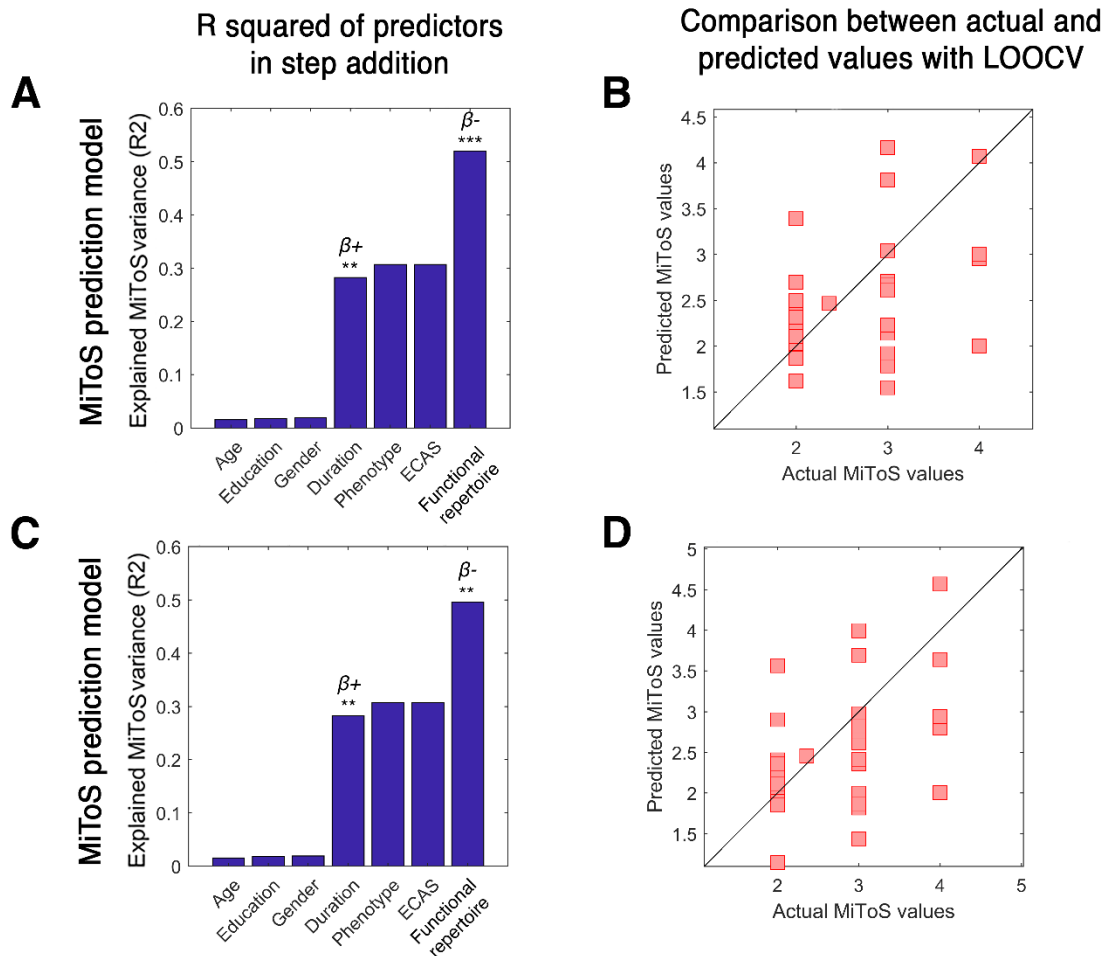 R squared of predictors
in step addition
Comparison between actual and
predicted values with LOOCV
A
MiToS prediction model
Explained MiToS variance (R2)
0.6
0.5
0.4
0.3
0.2
0.1
0
β+
**
β-
***
Age
Education
Gender
Duration
Phenotype
ECAS
Functional
repertoire
B
Predicted MiToS values
4.5
4
3.5
3
2.5
2
1.5
2
3
4
Actual MiToS values
C
MiToS prediction model
Explained MiToS variance (R2)
0.6
0.5
0.4
0.3
0.2
0.1
0
β+
**
β-
**
Age
Education
Gender
Duration
Phenotype
ECAS
Functional
repertoire
D
Predicted MiToS values
5
4.5
4
3.5
3
2.5
2
1.5
2
3
4
5
Actual MiToS values